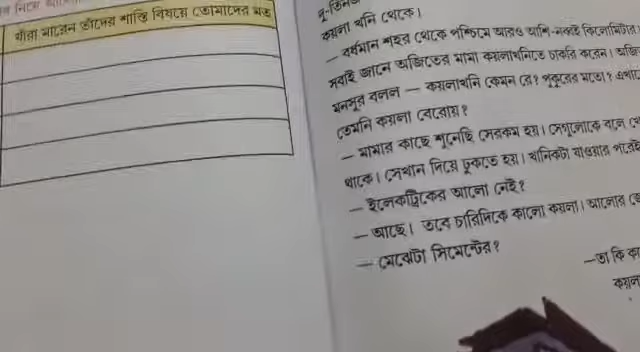 যারা মারেন তাঁদের শাস্তি বিষয়ে তোমাদের মত
কয়লা খনি থেকে।
— বর্ধমান শহর থেকে পশ্চিমে আরও আশি-নব্বই কিলোমিটার।
সবাই জানে অজিতের মামা কয়লাখনিতে চাকরি করেন।
মনসুর বলল — কয়লাখনি কেমন রে? পুকুরের মতো?
তেমনি কয়লা বেরোয়?
— মামার কাছে শুনেছি সেরকম হয়। সেগুলোকে বলে
থাকে। সেখান দিয়ে ঢুকতে হয়। খানিকটা যাওয়ার পরেই
— ইলেকট্রিকের আলো নেই?
— আছে। তবে চারিদিকে কালো কয়লা। আলোর
— মেঝেটা সিমেন্টের?
—তা কি